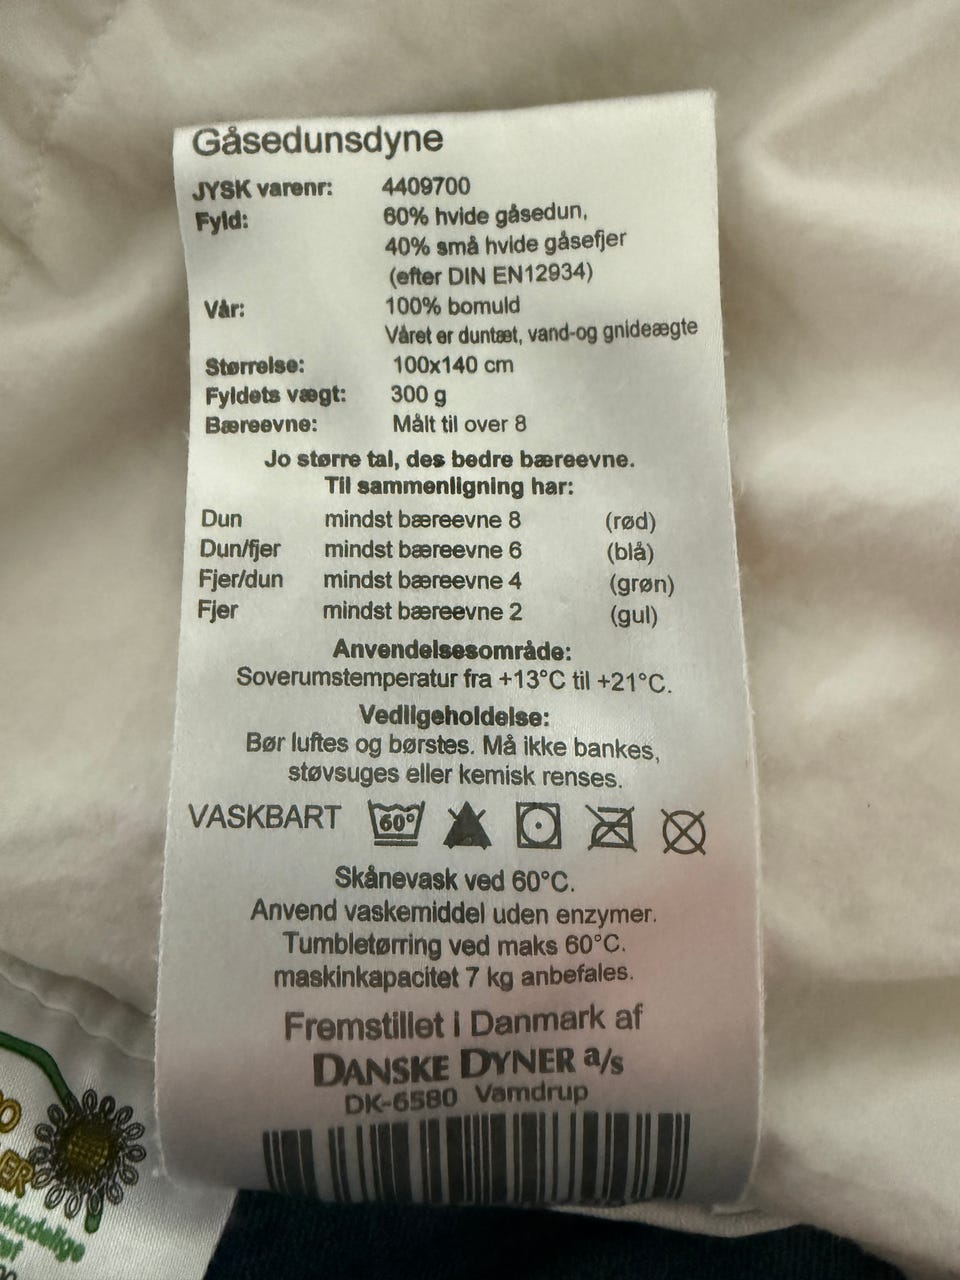 Gåsedunsdyne
JYSK varenr: 4409700
Fyld: 60% hvide gåsedun,
40% små hvide gåsefjer
(efter DIN EN12934)
Vår: 100% bomuld
Våret er duntæt, vand-og gnideægte
Størrelse: 100x140 cm
Fyldets vægt: 300 g
Bæreevne: Målt til over 8
Jo større tal, des bedre bæreevne.
Til sammenligning har:
Dun mindst bæreevne 8 (rød)
Dun/fjer mindst bæreevne 6 (blå)
Fjer/dun mindst bæreevne 4 (grøn)
Fjer mindst bæreevne 2 (gul)
Anvendelsesområde:
Soverumstemperatur fra +13°C til +21°C.
Vedligeholdelse:
Bør luftes og børstes. Må ikke bankes,
støvsuges eller kemisk renses.
VASKBART 60°
Skånevask ved 60°C.
Anvend vaskemiddel uden enzymer.
Tumbletørring ved maks 60°C.
maskinkapacitet 7 kg anbefales.
Fremstillet i Danmark af
DANSKE DYNER a/s
DK-6580 Vamdrup